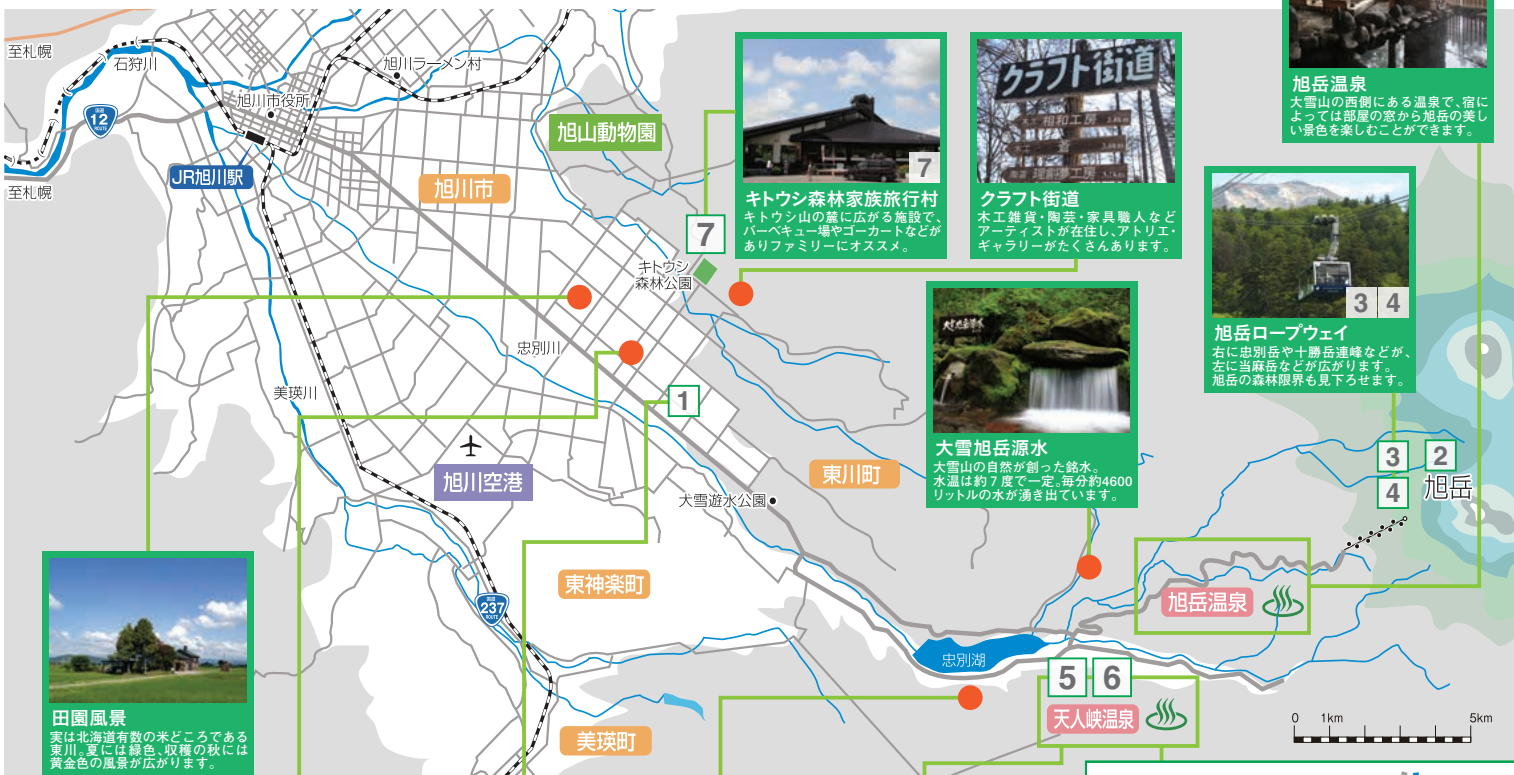 至札幌
石狩川
旭川ラーメン村
旭川市役所
国道
12
ROUTE
JR旭川駅
至札幌
旭川市
旭山動物園
7
キトウシ森林家族旅行村
キトウシ山の麓に広がる施設で、
バーベキュー場やゴーカートなどが
ありファミリーにオススメ。
7
キトウシ
森林公園
クラフト街道
相和工房
クラフト街道
木工雑貨・陶芸・家具職人など
アーティストが在住し、アトリエ・
ギャラリーがたくさんあります。
旭岳温泉
大雪山の西側にある温泉で、宿に
よっては部屋の窓から旭岳の美し
い景色を楽しむことができます。
3 4
旭岳ロープウェイ
右に忠別岳や十勝岳連峰などが、
左に当麻岳などが広がります。
旭岳の森林限界も見下ろせます。
大雪旭岳源水
大雪旭岳源水
大雪山の自然が創った銘水。
水温は約7度で一定。毎分約4600
リットルの水が湧き出ています。
忠別川
美瑛川
1
旭川空港
東川町
大雪遊水公園
3
2
4
旭岳
東神楽町
国道
237
ROUTE
旭岳温泉
忠別湖
5 6
天人峡温泉
美瑛町
田園風景
実は北海道有数の米どころである
東川。夏には緑色、収穫の秋には
黄金色の風景が広がります。
0 1km 5km